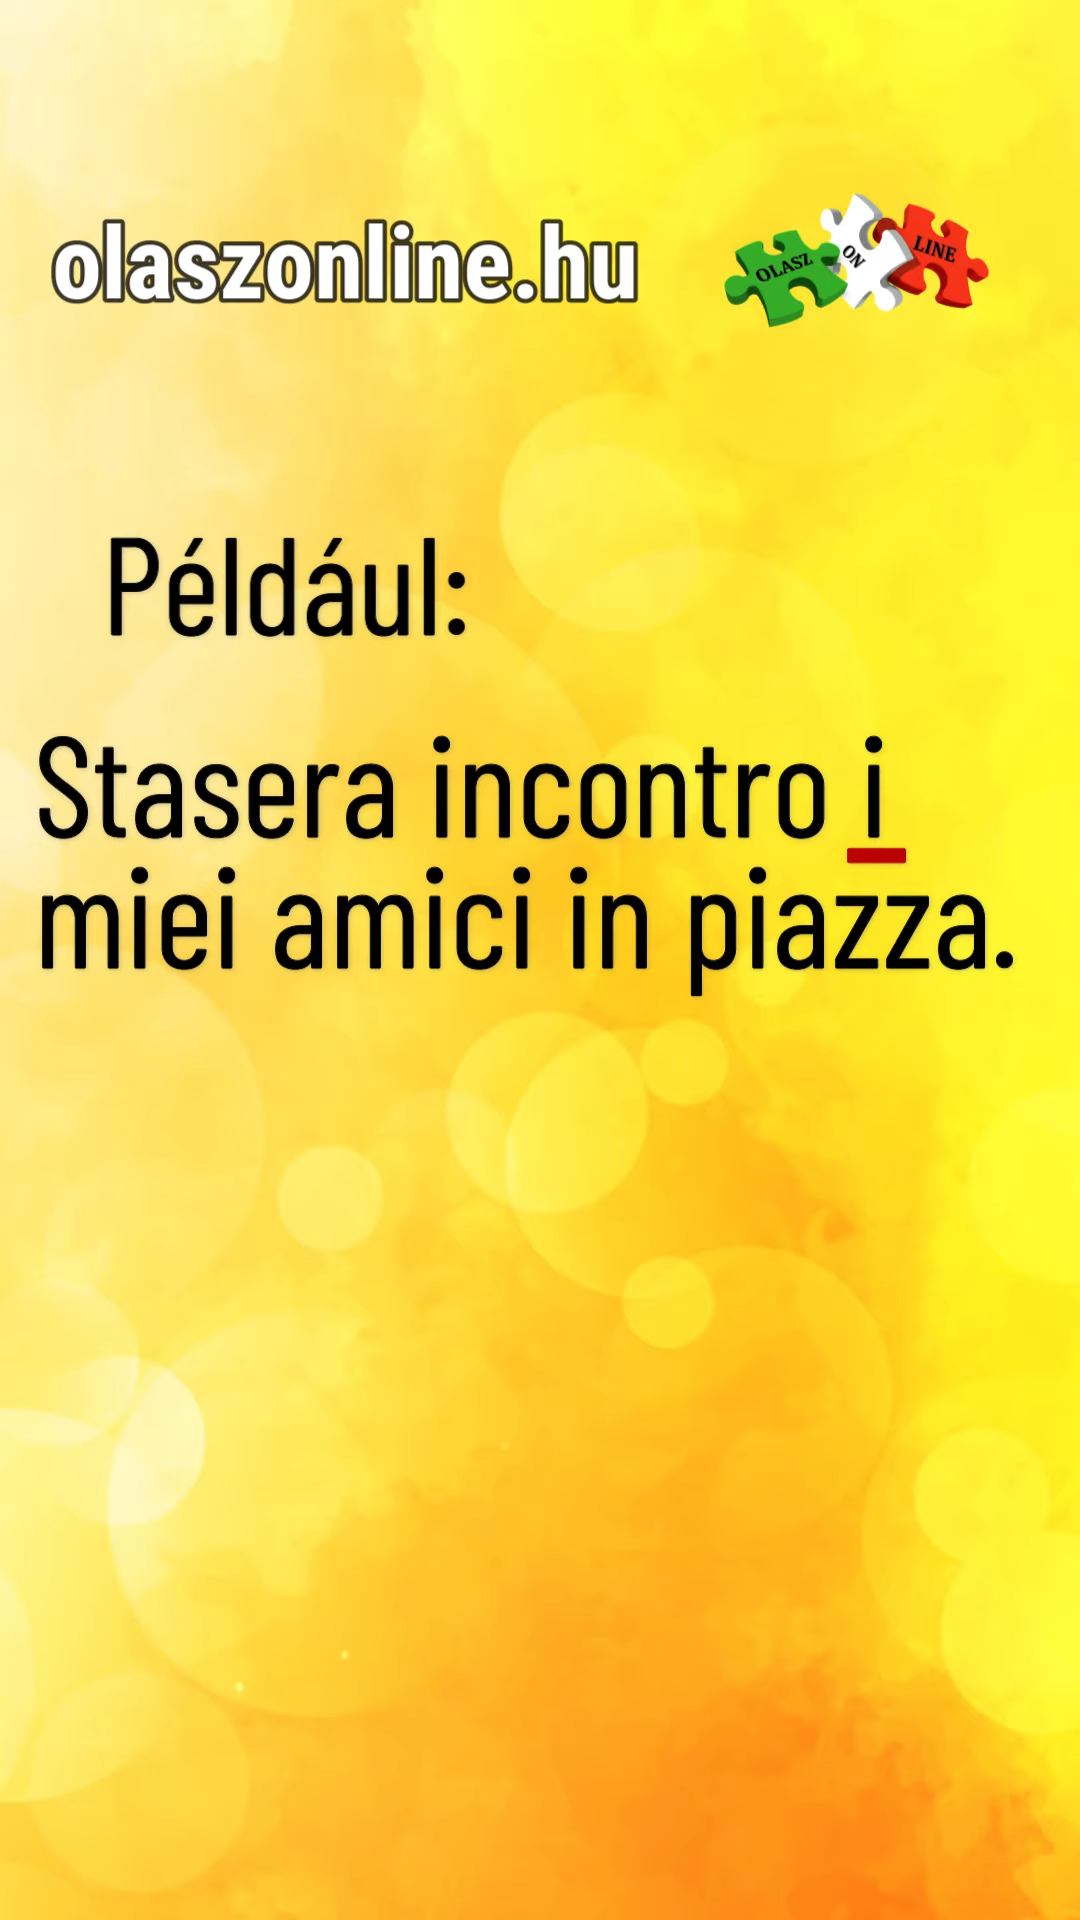 olaszonline.hu
OLASZ ON LINE
Például:
Stasera incontro i
miei amici in piazza.